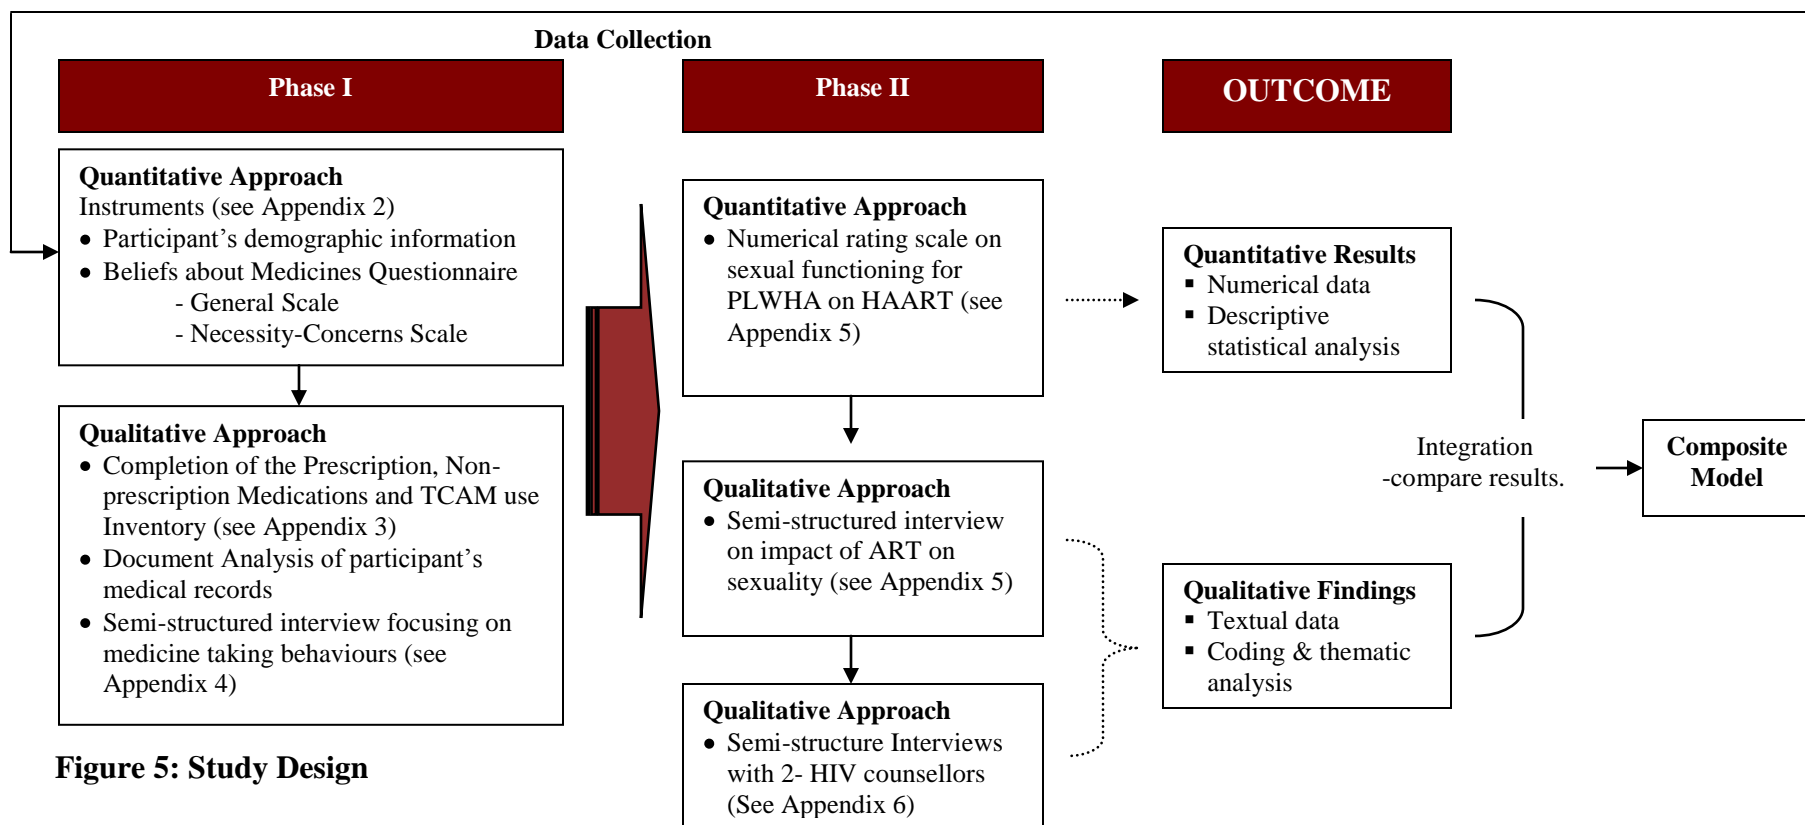 Data Collection
Phase I
Quantitative Approach
Instruments (see Appendix 2)
• Participant’s demographic information
• Beliefs about Medicines Questionnaire
- General Scale
- Necessity-Concerns Scale
Qualitative Approach
• Completion of the Prescription, Non-
prescription Medications and TCAM use
Inventory (see Appendix 3)
• Document Analysis of participant’s
medical records
• Semi-structured interview focusing on
medicine taking behaviours (see
Appendix 4)
Phase II
Quantitative Approach
• Numerical rating scale on
sexual functioning for
PLWHA on HAART (see
Appendix 5)
Qualitative Approach
• Semi-structured interview
on impact of ART on
sexuality (see Appendix 5)
Qualitative Approach
• Semi-structure Interviews
with 2- HIV counsellors
(See Appendix 6)
OUTCOME
Quantitative Results
▪ Numerical data
▪ Descriptive
statistical analysis
Qualitative Findings
▪ Textual data
▪ Coding & thematic
analysis
Integration
-compare results.
Composite
Model
Figure 5: Study Design